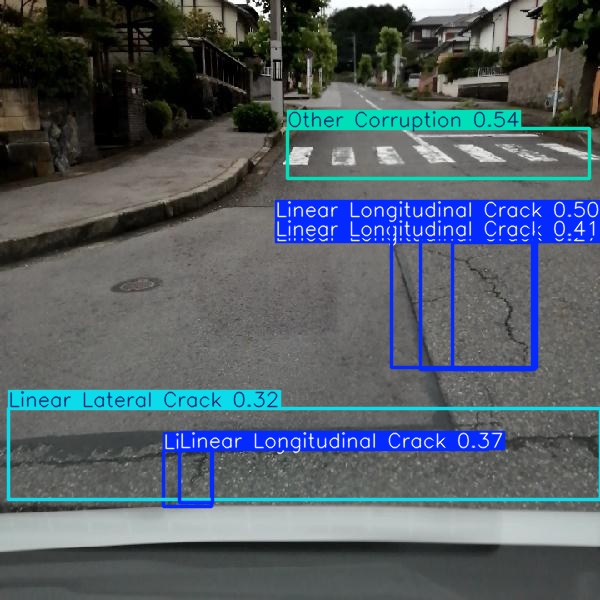 Other Corruption 0.54
Linear Longitudinal Crack 0.50
Linear Longitudinal Crack 0.41
Linear Lateral Crack 0.32
Linear Longitudinal Crack 0.37